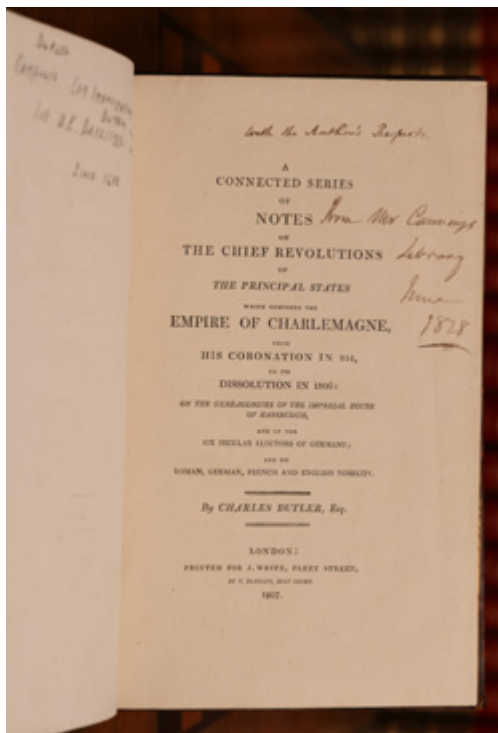 with the Author's Respects.
A
CONNECTED SERIES
OF
NOTES
ON
THE CHIEF REVOLUTIONS
OF
THE PRINCIPAL STATES
WHICH COMPOSED THE
EMPIRE OF CHARLEMAGNE,
FROM
HIS CORONATION IN 814,
TO ITS
DISSOLUTION IN 1806:
ON THE GENEALOGIES OF THE IMPERIAL HOUSE
OF HABSBURGH,
AND OF THE
SIX SECULAR ELECTORS OF GERMANY;
AND ON
ROMAN, GERMAN, FRENCH AND ENGLISH NOBILITY.
By CHARLES BUTLER, Esq.
LONDON:
PRINTED FOR J. WHITE, FLEET STREET,
1807.
From Mr Cannings
Library
June
1828